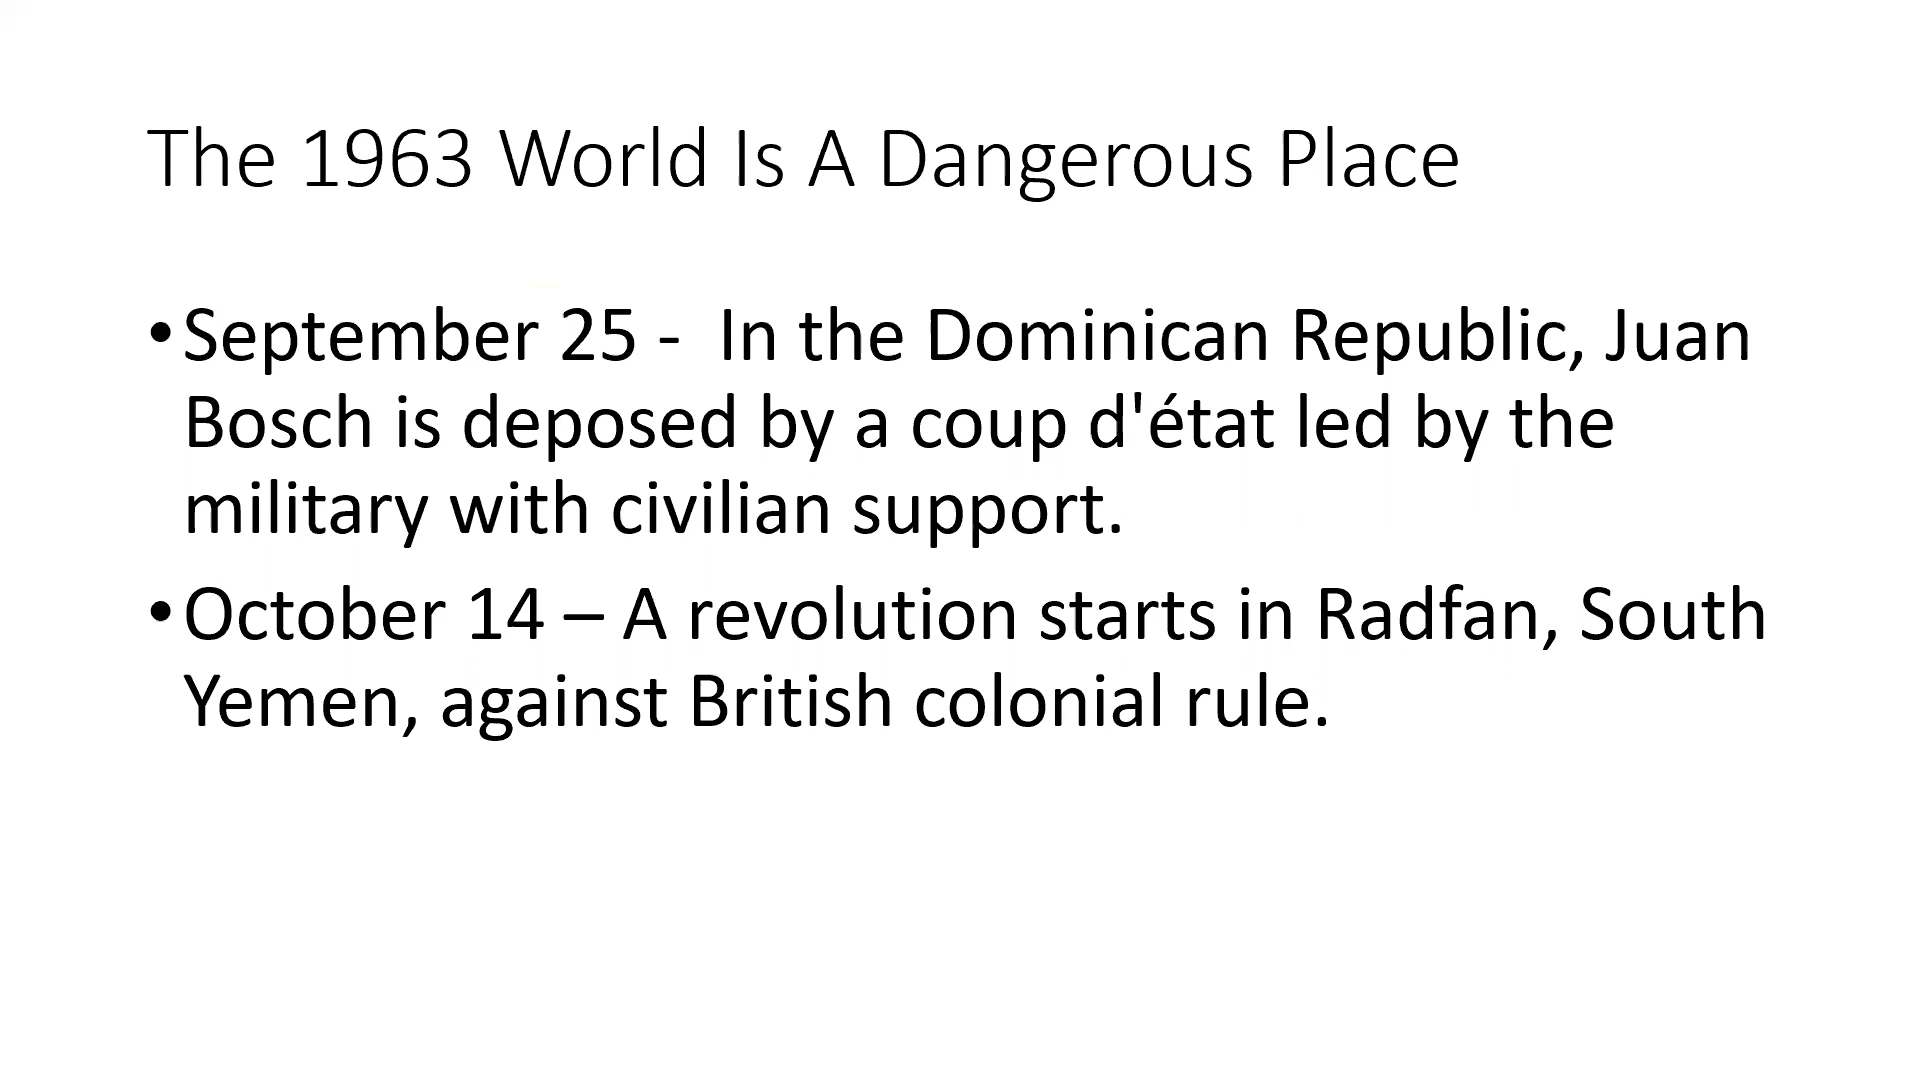 The 1963 World Is A Dangerous Place
•September 25 -  In the Dominican Republic, Juan
Bosch is deposed by a coup d'état led by the
military with civilian support.
•October 14 – A revolution starts in Radfan, South
Yemen, against British colonial rule.